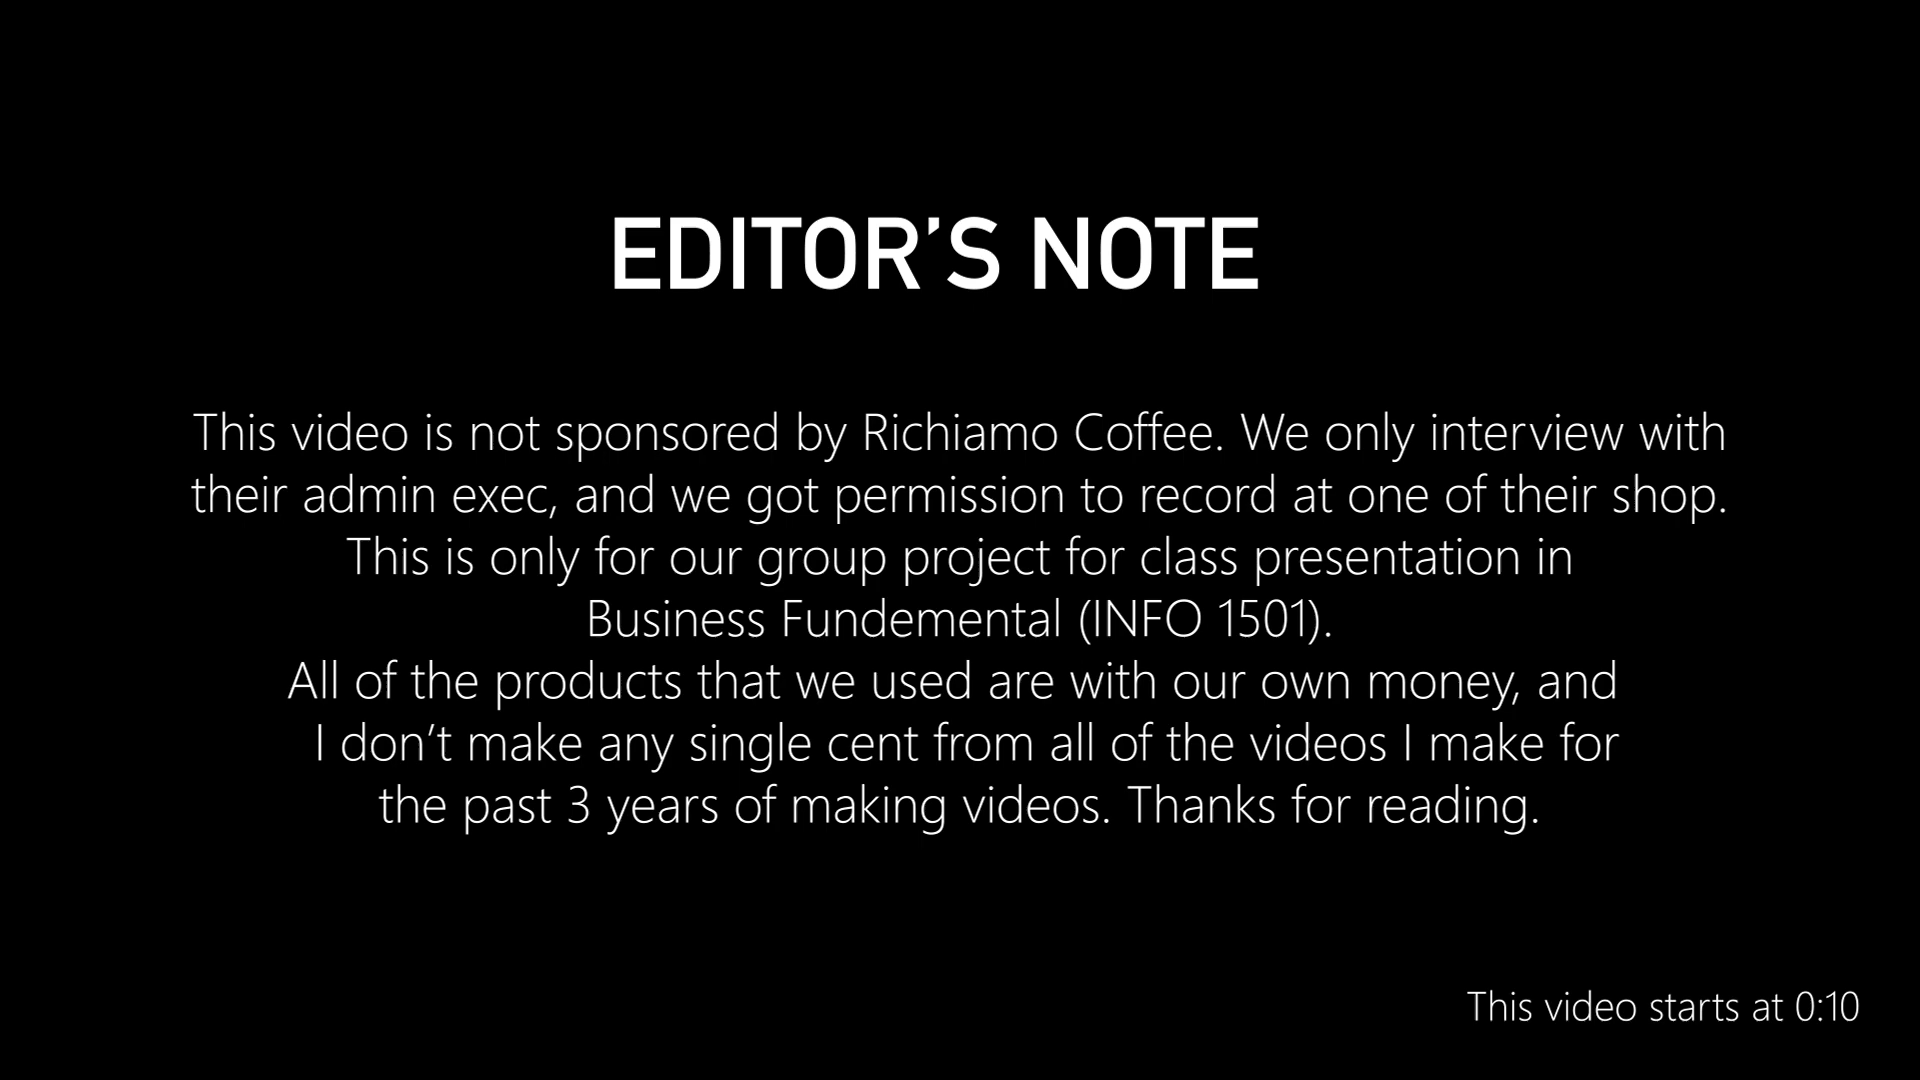 EDITOR’S NOTE
This video is not sponsored by Richiamo Coffee. We only interview with
their admin exec, and we got permission to record at one of their shop.
This is only for our group project for class presentation in
Business Fundemental (INFO 1501).
All of the products that we used are with our own money, and
I don’t make any single cent from all of the videos I make for
the past 3 years of making videos. Thanks for reading.
This video starts at 0:10